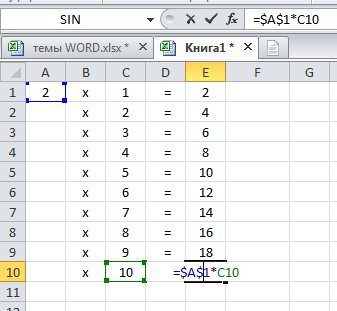 SIN fx =$A$1*C10
темы WORD.xlsx * Книга1 *
A B C D E F G
1 2 x 1 = 2
2 x 2 = 4
3 x 3 = 6
4 x 4 = 8
5 x 5 = 10
6 x 6 = 12
7 x 7 = 14
8 x 8 = 16
9 x 9 = 18
10 x 10 =$A$1*C10
11